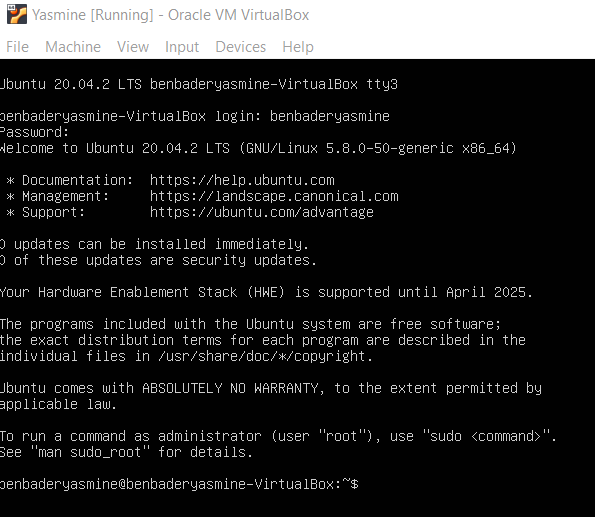 Yasmine [Running] - Oracle VM VirtualBox
File Machine View Input Devices Help
Ubuntu 20.04.2 LTS benbaderyasmine-VirtualBox tty3
benbaderyasmine-VirtualBox login: benbaderyasmine
Password:
Welcome to Ubuntu 20.04.2 LTS (GNU/Linux 5.8.0-50-generic x86_64)
* Documentation: https://help.ubuntu.com
* Management: https://landscape.canonical.com
* Support: https://ubuntu.com/advantage
0 updates can be installed immediately.
0 of these updates are security updates.
Your Hardware Enablement Stack (HWE) is supported until April 2025.
The programs included with the Ubuntu system are free software;
the exact distribution terms for each program are described in the
individual files in /usr/share/doc/*/copyright.
Ubuntu comes with ABSOLUTELY NO WARRANTY, to the extent permitted by
applicable law.
To run a command as administrator (user "root"), use "sudo <command>".
See "man sudo_root" for details.
benbaderyasmine@benbaderyasmine-VirtualBox:~$